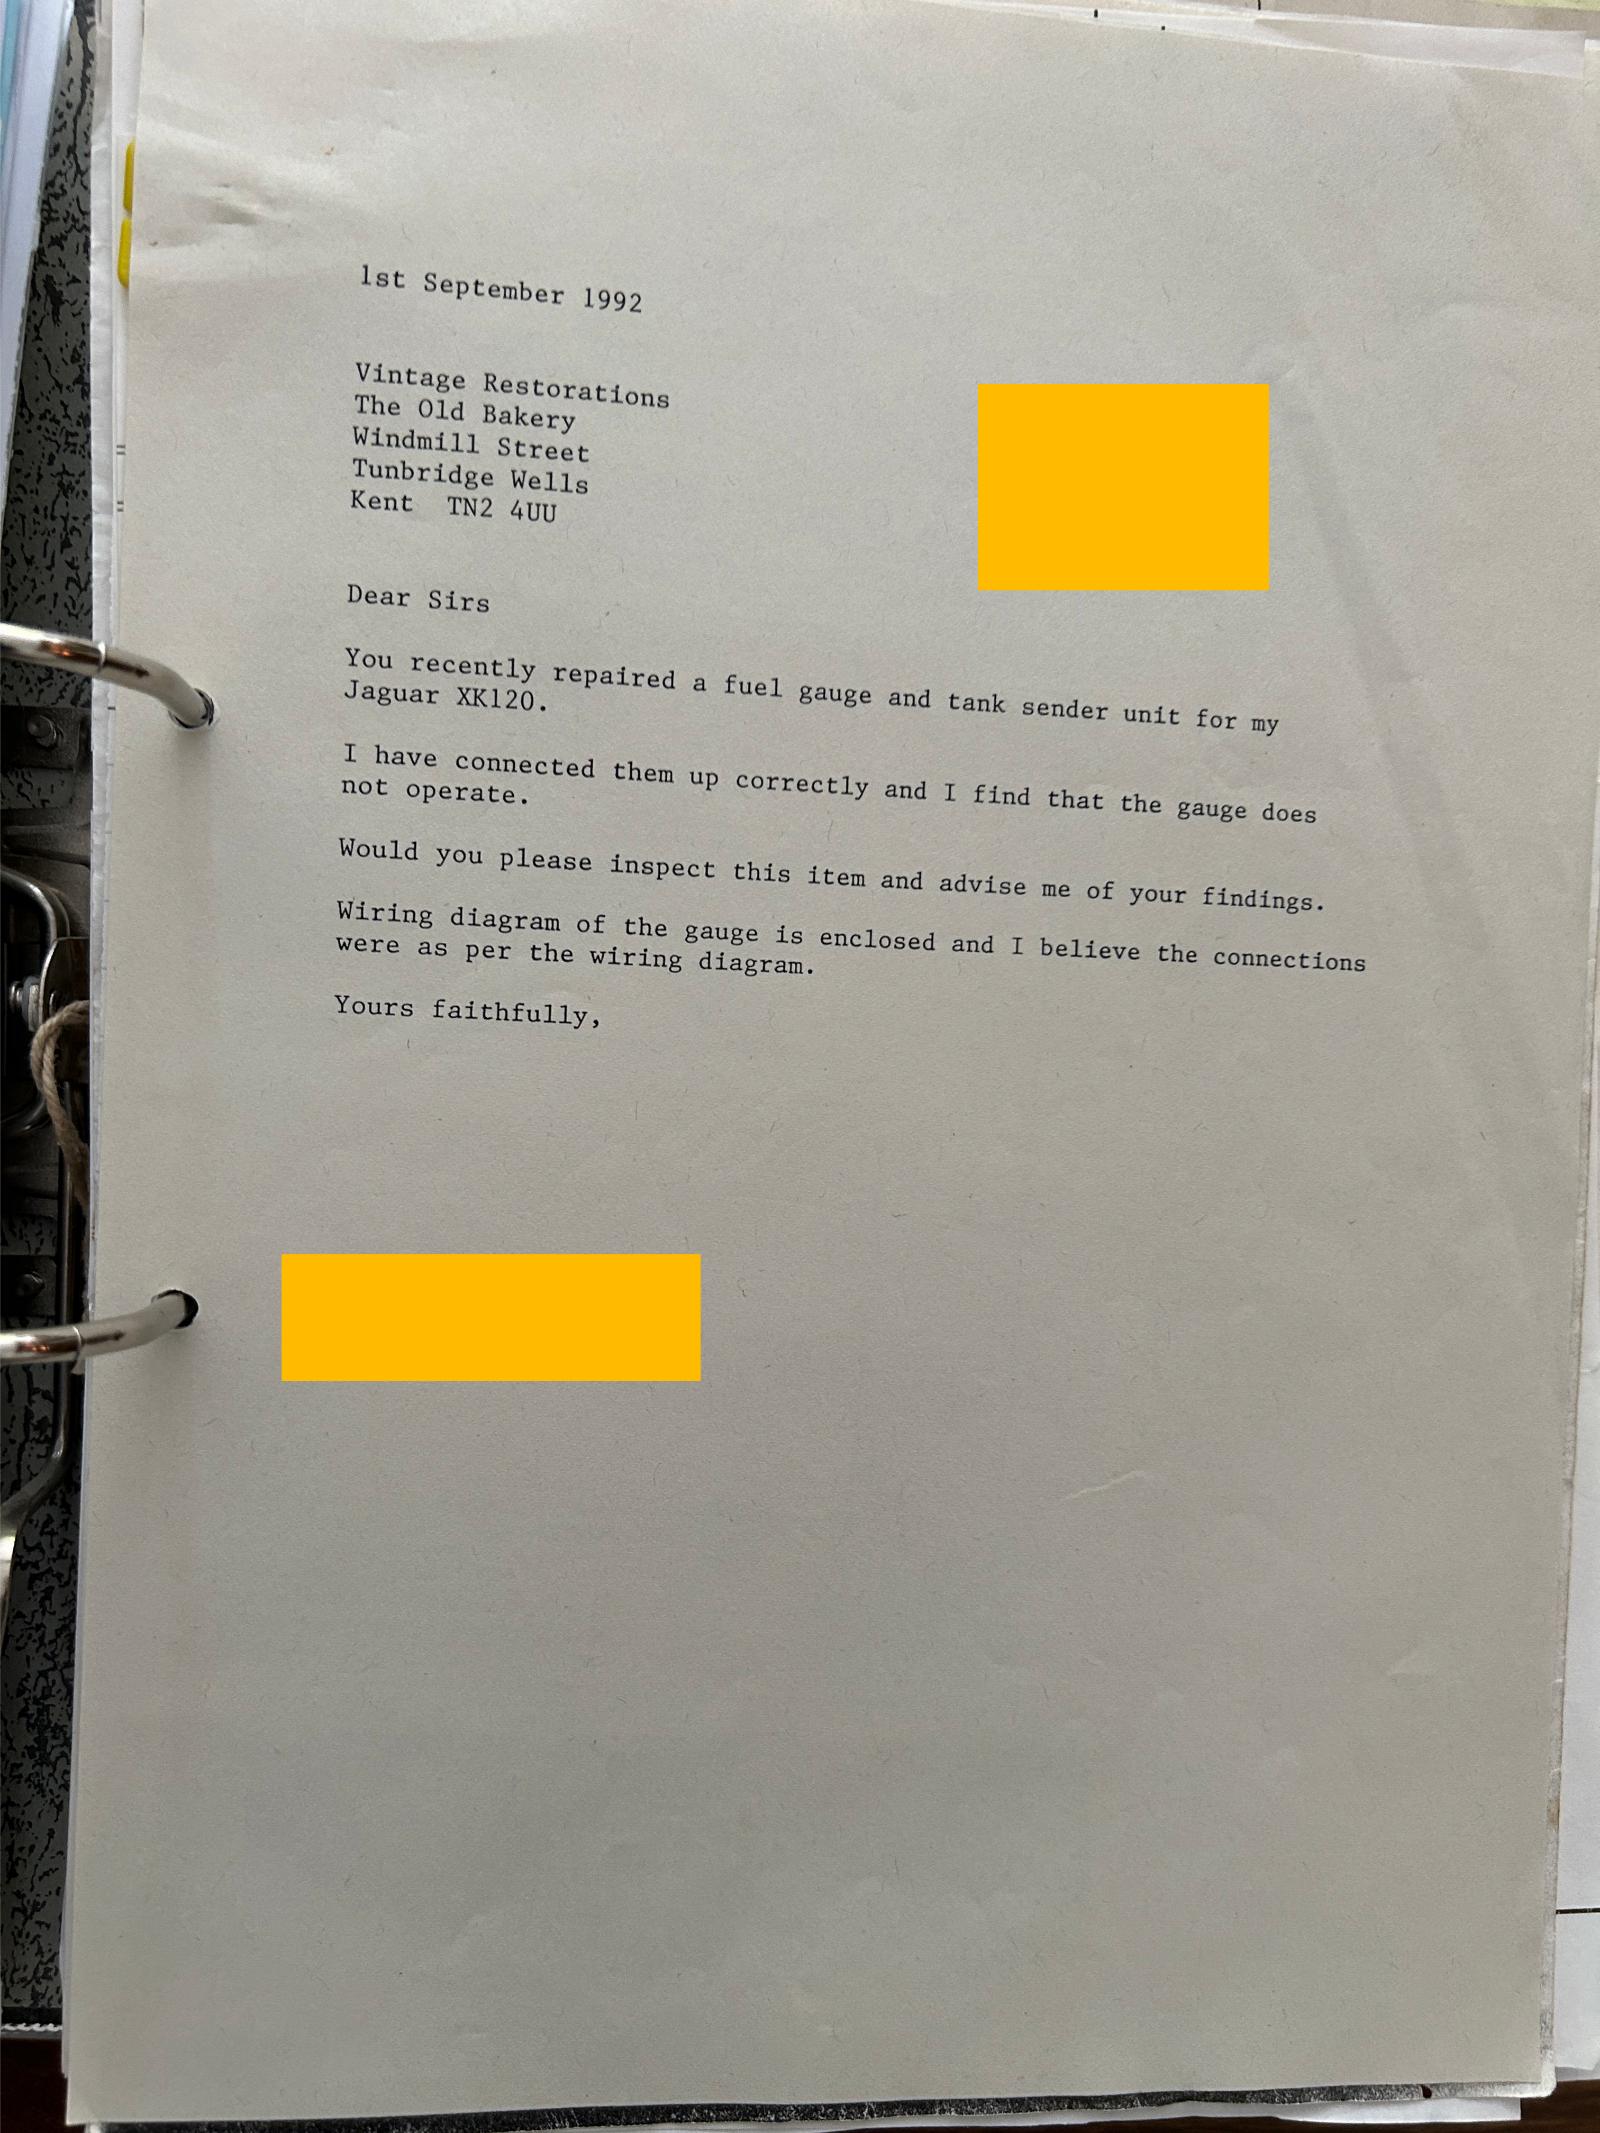 1st September 1992
Vintage Restorations
The Old Bakery
Windmill Street
Tunbridge Wells
Kent  TN2 4UU
Dear Sirs
You recently repaired a fuel gauge and tank sender unit for my
Jaguar XK120.
I have connected them up correctly and I find that the gauge does
not operate.
Would you please inspect this item and advise me of your findings.
Wiring diagram of the gauge is enclosed and I believe the connections
were as per the wiring diagram.
Yours faithfully,